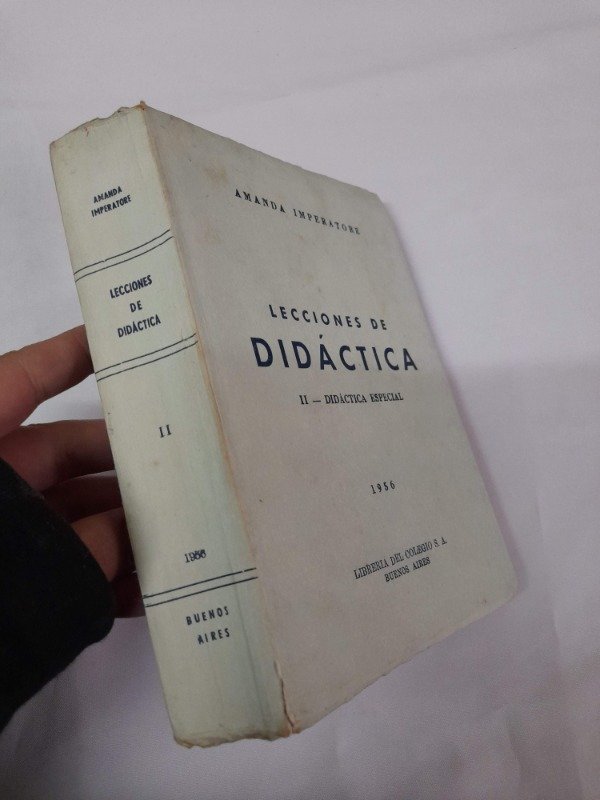 AMANDA
IMPERATORE
LECCIONES
DE
DIDÁCTICA
II
1956
BUENOS
AIRES
AMANDA IMPERATORE
LECCIONES DE
DIDÁCTICA
II — DIDÁCTICA ESPECIAL
1956
LIBRERIA DEL COLEGIO S. A.
BUENOS AIRES